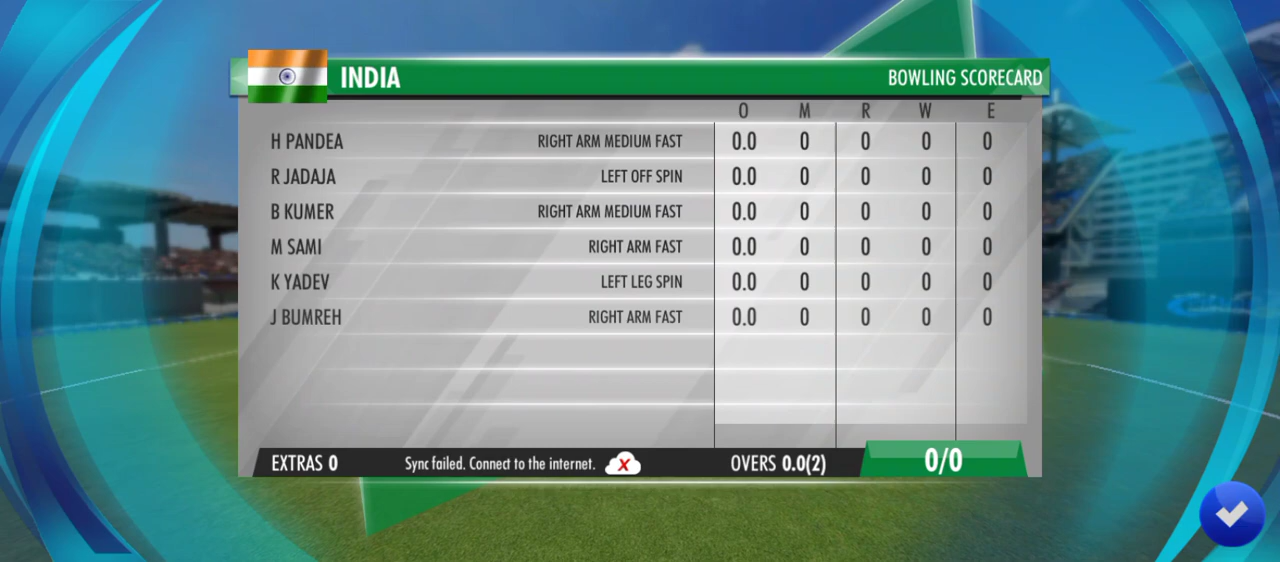 INDIA BOWLING SCORECARD
O M R W E
H PANDEA RIGHT ARM MEDIUM FAST 0.0 0 0 0 0
R JADAJA LEFT OFF SPIN 0.0 0 0 0 0
B KUMER RIGHT ARM MEDIUM FAST 0.0 0 0 0 0
M SAMI RIGHT ARM FAST 0.0 0 0 0 0
K YADEV LEFT LEG SPIN 0.0 0 0 0 0
J BUMREH RIGHT ARM FAST 0.0 0 0 0 0
EXTRAS 0 Sync failed. Connect to the internet. X OVERS 0.0(2) 0/0